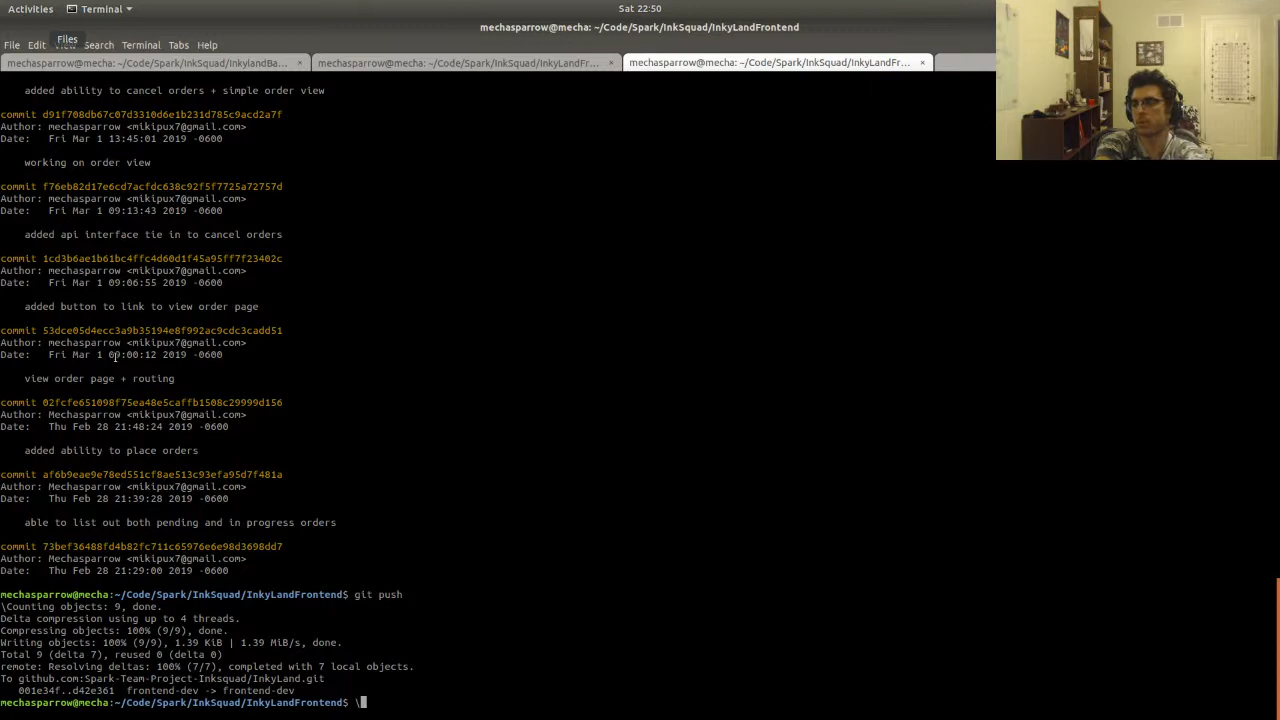 Activities Terminal Sat 22:50
mechasparrow@mecha: ~/Code/Spark/InkSquad/InkyLandFrontend
Files
File Edit Search Terminal Tabs Help
mechasparrow@mecha: ~/Code/Spark/InkSquad/InkylandBa... × mechasparrow@mecha: ~/Code/Spark/InkSquad/InkyLandFr... × mechasparrow@mecha: ~/Code/Spark/InkSquad/InkyLandFr... ×
added ability to cancel orders + simple order view
commit d91f708db67c07d3310d6e1b231d785c9acd2a7f
Author: mechasparrow <mikipux7@gmail.com>
Date: Fri Mar 1 13:45:01 2019 -0600
working on order view
commit f76eb82d17e6cd7acfdc638c92f5f7725a72757d
Author: mechasparrow <mikipux7@gmail.com>
Date: Fri Mar 1 09:13:43 2019 -0600
added api interface tie in to cancel orders
commit 1cd3b6ae1b61bc4ffc4d60d1f45a95ff7f23402c
Author: mechasparrow <mikipux7@gmail.com>
Date: Fri Mar 1 09:06:55 2019 -0600
added button to link to view order page
commit 53dce05d4ecc3a9b35194e8f992ac9cdc3cadd51
Author: mechasparrow <mikipux7@gmail.com>
Date: Fri Mar 1 09:00:12 2019 -0600
view order page + routing
commit 02fcfe651098f75ea48e5caffb1508c29999d156
Author: Mechasparrow <mikipux7@gmail.com>
Date: Thu Feb 28 21:48:24 2019 -0600
added ability to place orders
commit af6b9eae9e78ed551cf8ae513c93efa95d7f481a
Author: Mechasparrow <mikipux7@gmail.com>
Date: Thu Feb 28 21:39:28 2019 -0600
able to list out both pending and in progress orders
commit 73bef36488fd4b82fc711c65976e6e98d3698dd7
Author: Mechasparrow <mikipux7@gmail.com>
Date: Thu Feb 28 21:29:00 2019 -0600
mechasparrow@mecha:~/Code/Spark/InkSquad/InkyLandFrontend$ git push
\Counting objects: 9, done.
Delta compression using up to 4 threads.
Compressing objects: 100% (9/9), done.
Writing objects: 100% (9/9), 1.39 KiB | 1.39 MiB/s, done.
Total 9 (delta 7), reused 0 (delta 0)
remote: Resolving deltas: 100% (7/7), completed with 7 local objects.
To github.com:Spark-Team-Project-Inksquad/InkyLand.git
001e34f..d42e361 frontend-dev -> frontend-dev
mechasparrow@mecha:~/Code/Spark/InkSquad/InkyLandFrontend$ \